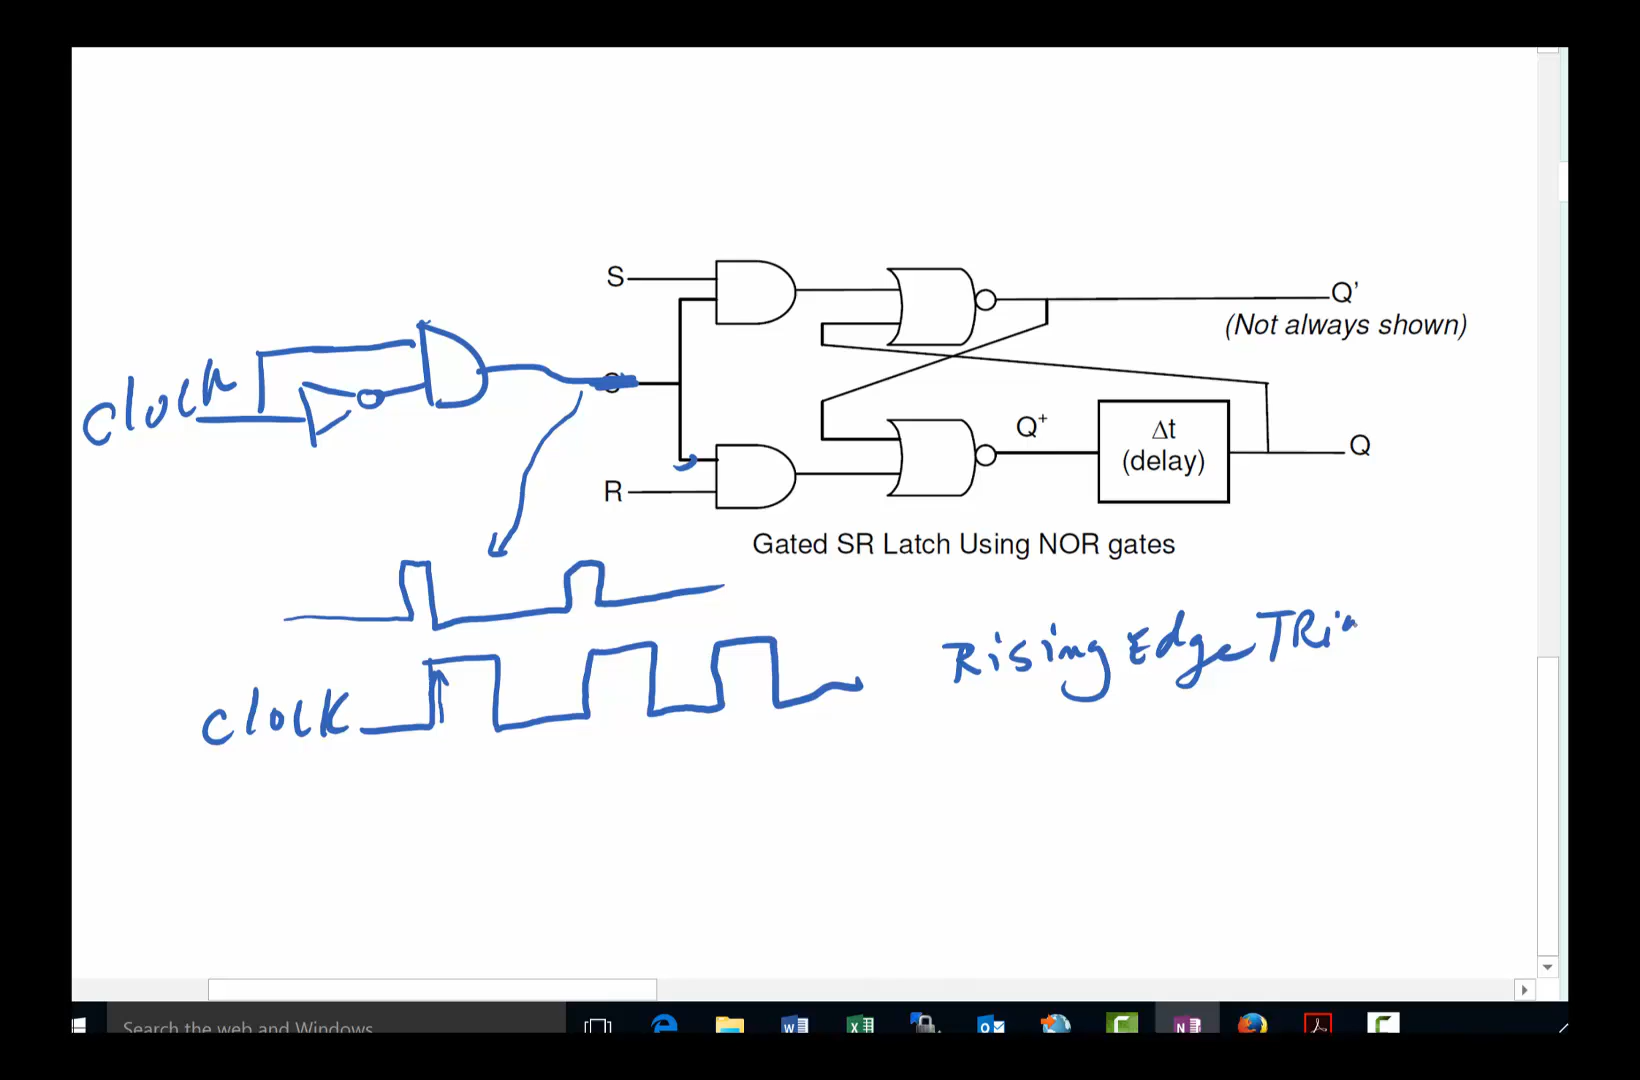 S
Q’
(Not always shown)
clock
Q+
Δt
(delay)
Q
R
Gated SR Latch Using NOR gates
Rising Edge TRi
clock
Search the web and Windows